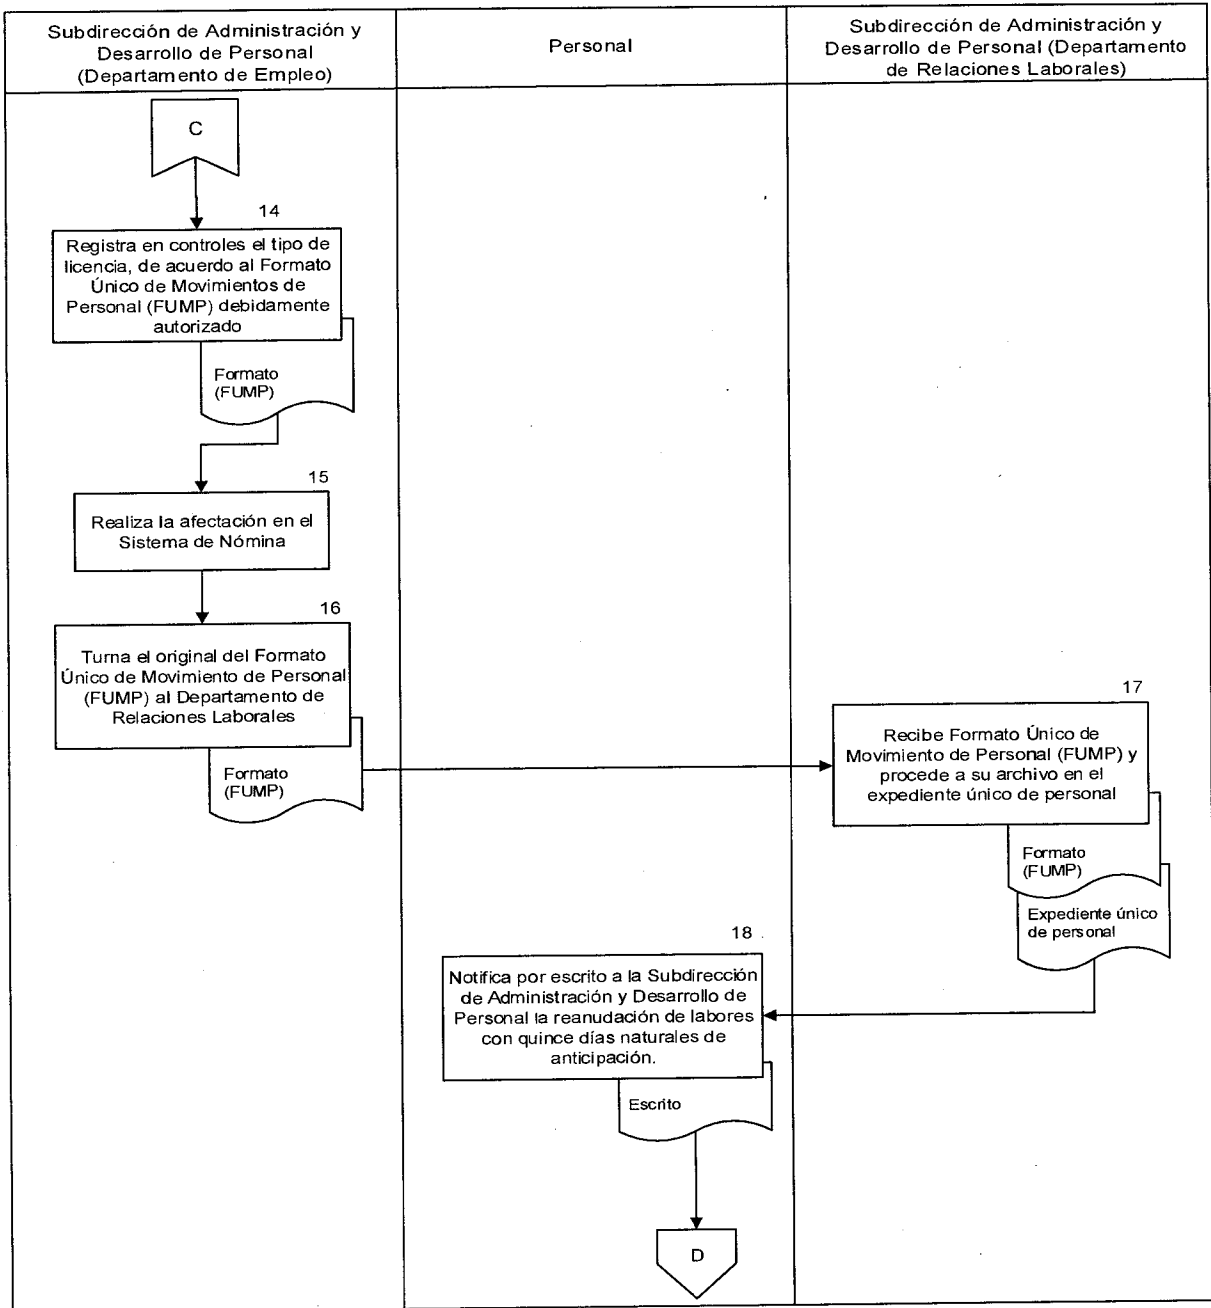 Subdirección de Administración y
Desarrollo de Personal
(Departamento de Empleo)
Personal
Subdirección de Administración y
Desarrollo de Personal (Departamento
de Relaciones Laborales)
C
14
Registra en controles el tipo de
licencia, de acuerdo al Formato
Único de Movimientos de
Personal (FUMP) debidamente
autorizado
Formato
(FUMP)
15
Realiza la afectación en el
Sistema de Nómina
16
Turna el original del Formato
Único de Movimiento de Personal
(FUMP) al Departamento de
Relaciones Laborales
Formato
(FUMP)
17
Recibe Formato Único de
Movimiento de Personal (FUMP) y
procede a su archivo en el
expediente único de personal
Formato
(FUMP)
Expediente único
de personal
18
Notifica por escrito a la Subdirección
de Administración y Desarrollo de
Personal la reanudación de labores
con quince días naturales de
anticipación.
Escrito
D